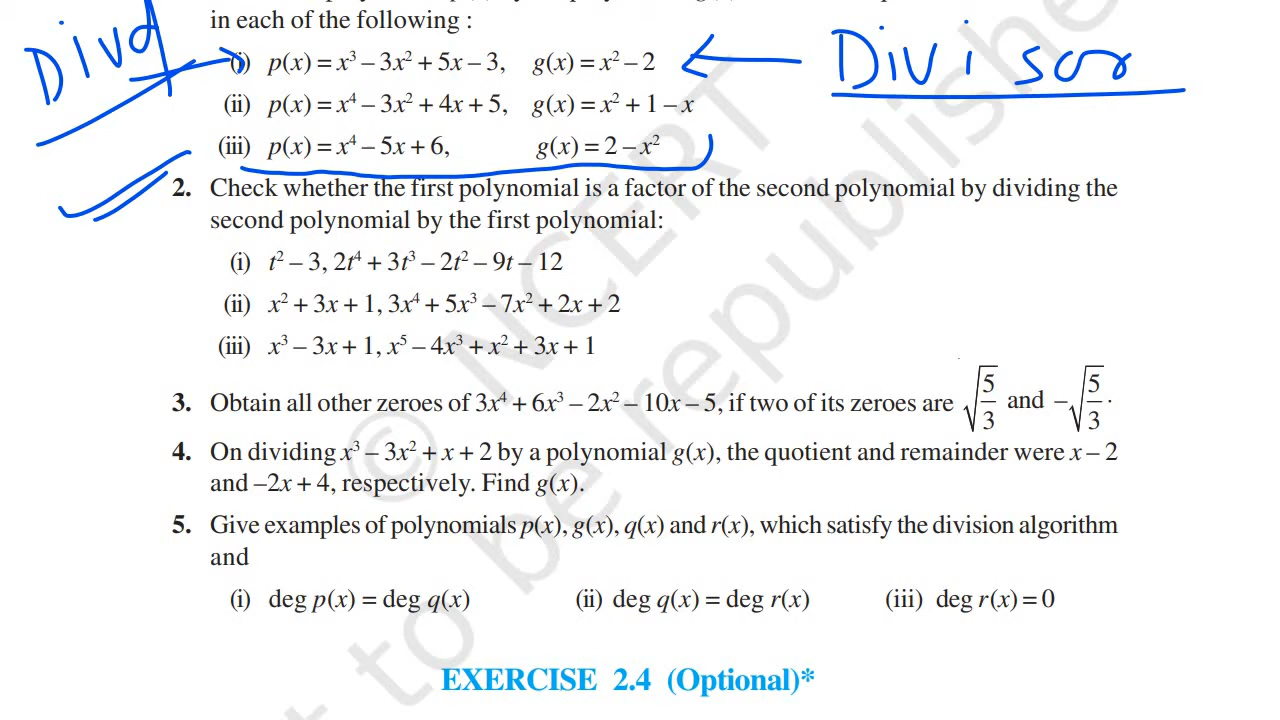 in each of the following :
Divd
(i) p(x) = x³ – 3x² + 5x – 3, g(x) = x² – 2
Divisor
(ii) p(x) = x⁴ – 3x² + 4x + 5, g(x) = x² + 1 – x
(iii) p(x) = x⁴ – 5x + 6, g(x) = 2 – x²
2. Check whether the first polynomial is a factor of the second polynomial by dividing the
second polynomial by the first polynomial:
(i) t² – 3, 2t⁴ + 3t³ – 2t² – 9t – 12
(ii) x² + 3x + 1, 3x⁴ + 5x³ – 7x² + 2x + 2
(iii) x³ – 3x + 1, x⁵ – 4x³ + x² + 3x + 1
3. Obtain all other zeroes of 3x⁴ + 6x³ – 2x² – 10x – 5, if two of its zeroes are √(5/3) and –√(5/3).
4. On dividing x³ – 3x² + x + 2 by a polynomial g(x), the quotient and remainder were x – 2
and –2x + 4, respectively. Find g(x).
5. Give examples of polynomials p(x), g(x), q(x) and r(x), which satisfy the division algorithm
and
(i) deg p(x) = deg q(x) (ii) deg q(x) = deg r(x) (iii) deg r(x) = 0
EXERCISE 2.4 (Optional)*
© NCERT
not to be republished